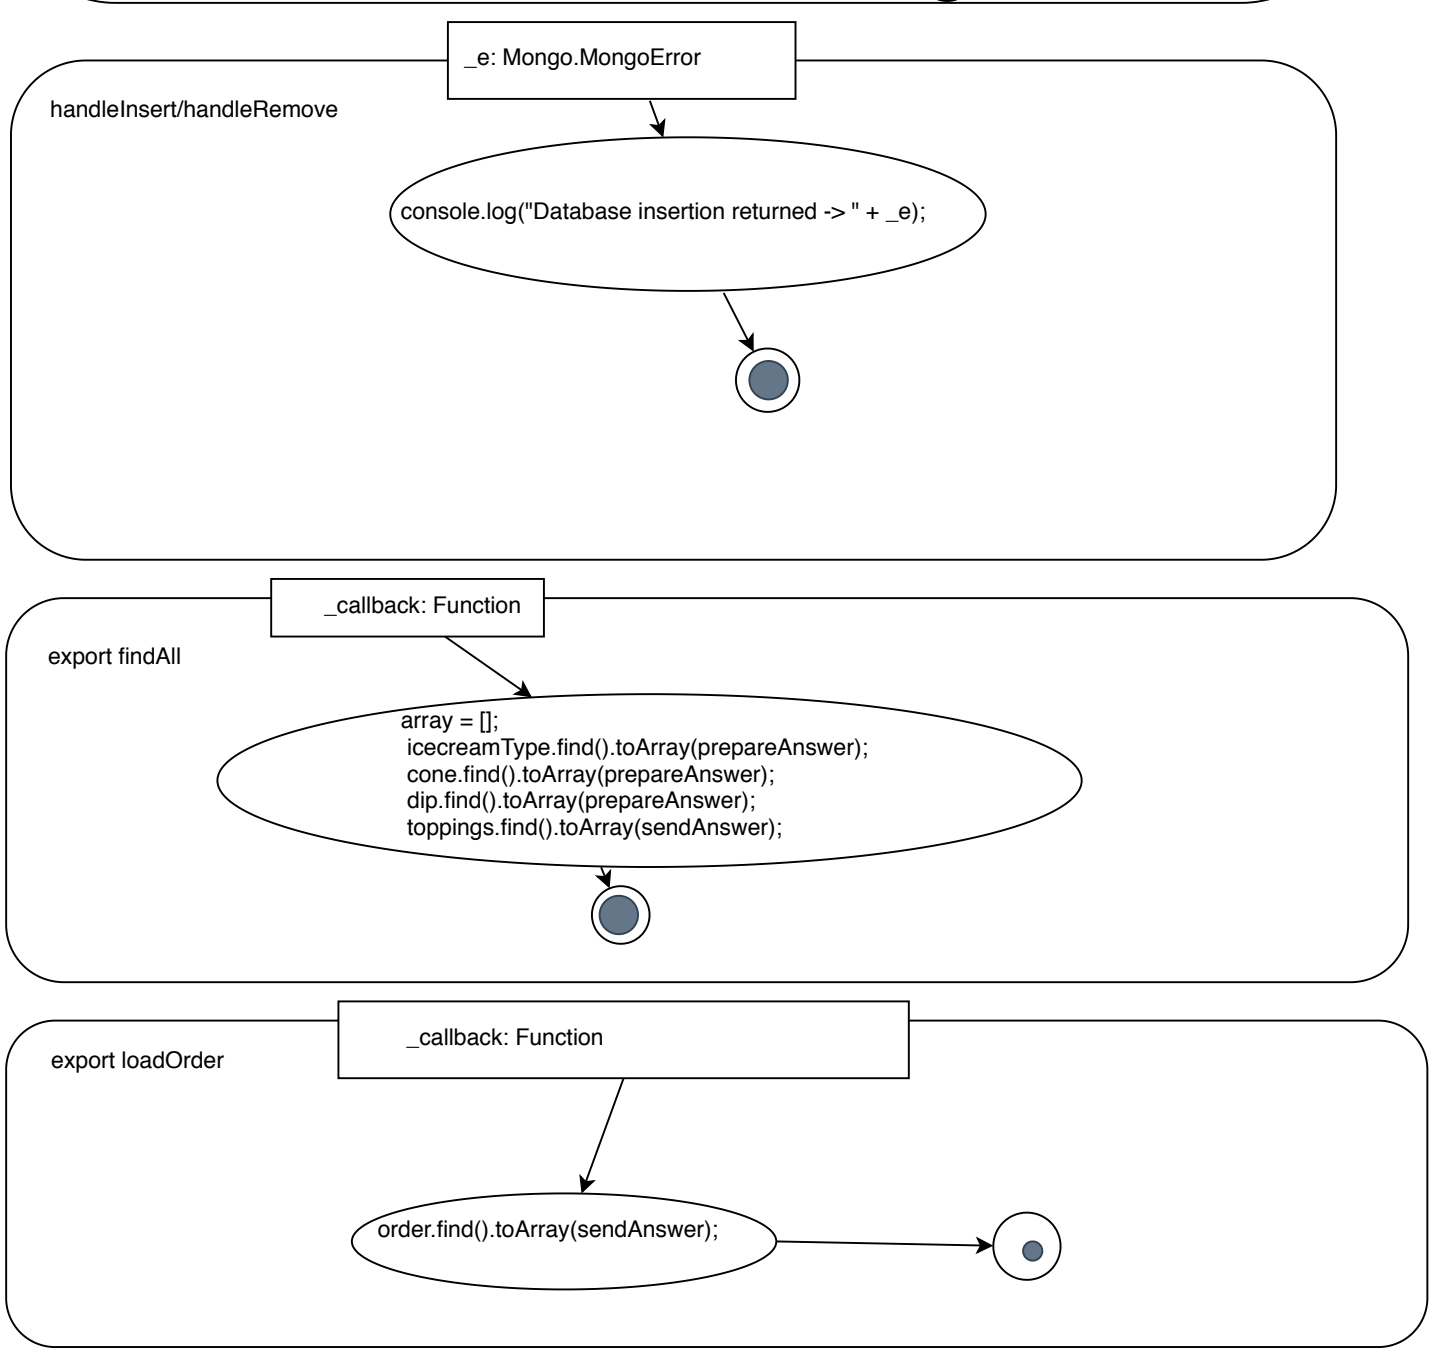 _e: Mongo.MongoError
handleInsert/handleRemove
console.log("Database insertion returned -> " + _e);
_callback: Function
export findAll
array = [];
icecreamType.find().toArray(prepareAnswer);
cone.find().toArray(prepareAnswer);
dip.find().toArray(prepareAnswer);
toppings.find().toArray(sendAnswer);
_callback: Function
export loadOrder
order.find().toArray(sendAnswer);